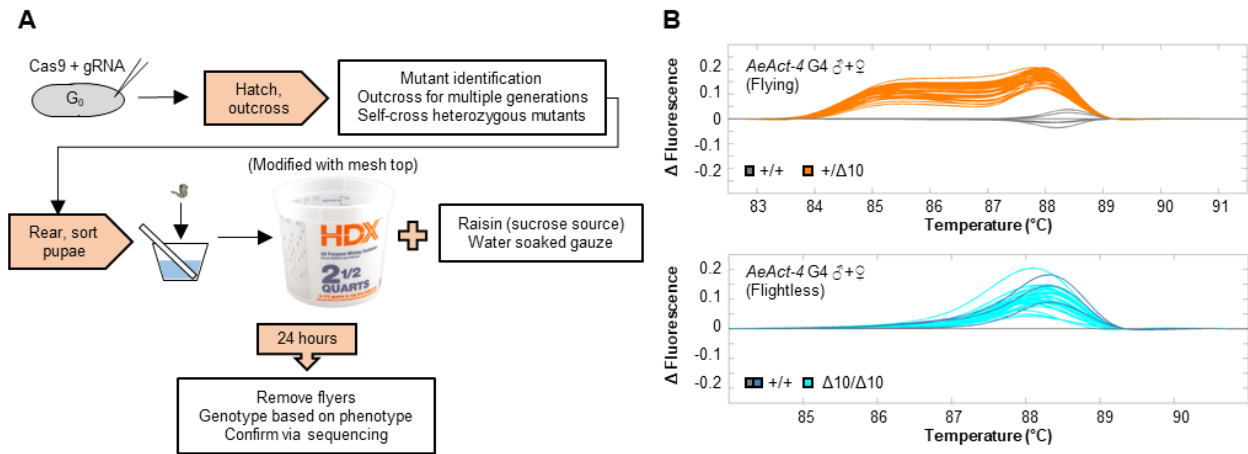 A
Cas9 + gRNA
G0
Hatch,
outcross
Mutant identification
Outcross for multiple generations
Self-cross heterozygous mutants
(Modified with mesh top)
Rear, sort
pupae
HDX
2 1/2
QUARTS
Raisin (sucrose source)
Water soaked gauze
24 hours
Remove flyers
Genotype based on phenotype
Confirm via sequencing
B
Δ Fluorescence
0.2
0.1
0
-0.1
-0.2
AeAct-4 G4 ♂+♀
(Flying)
+/+ +/Δ10
83 84 85 86 87 88 89 90 91
Temperature (°C)
Δ Fluorescence
0.2
0.1
0
-0.1
-0.2
AeAct-4 G4 ♂+♀
(Flightless)
+/+ Δ10/Δ10
85 86 87 88 89 90
Temperature (°C)